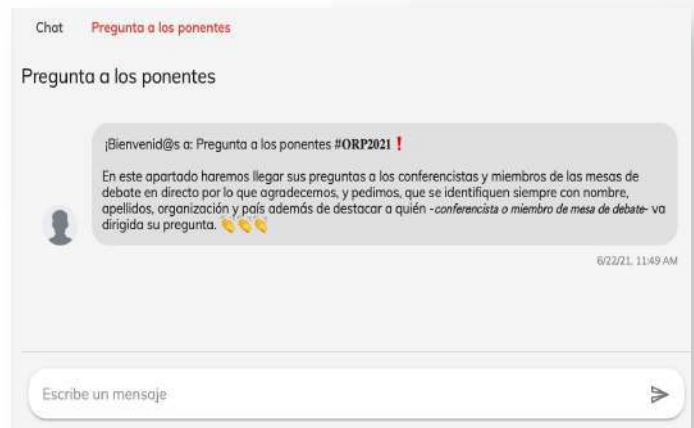 Chat Pregunta a los ponentes
Pregunta a los ponentes
¡Bienvenid@s a: Pregunta a los ponentes #ORP2021❗
En este apartado haremos llegar sus preguntas a los conferencistas y miembros de las mesas de
debate en directo por lo que agradecemos, y pedimos, que se identifiquen siempre con nombre,
apellidos, organización y país además de destacar a quién -conferencista o miembro de mesa de debate- va
dirigida su pregunta. 👏👏👏
6/22/21, 11:49 AM
Escribe un mensaje